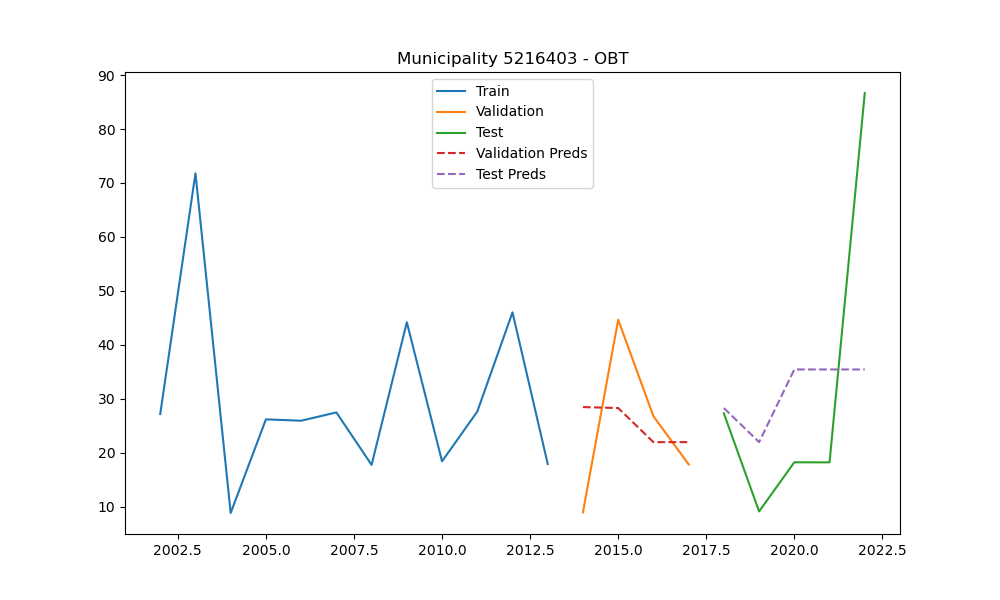 Municipality 5216403 - OBT
90
80
70
60
50
40
30
20
10
Train
Validation
Test
Validation Preds
Test Preds
2002.5 2005.0 2007.5 2010.0 2012.5 2015.0 2017.5 2020.0 2022.5